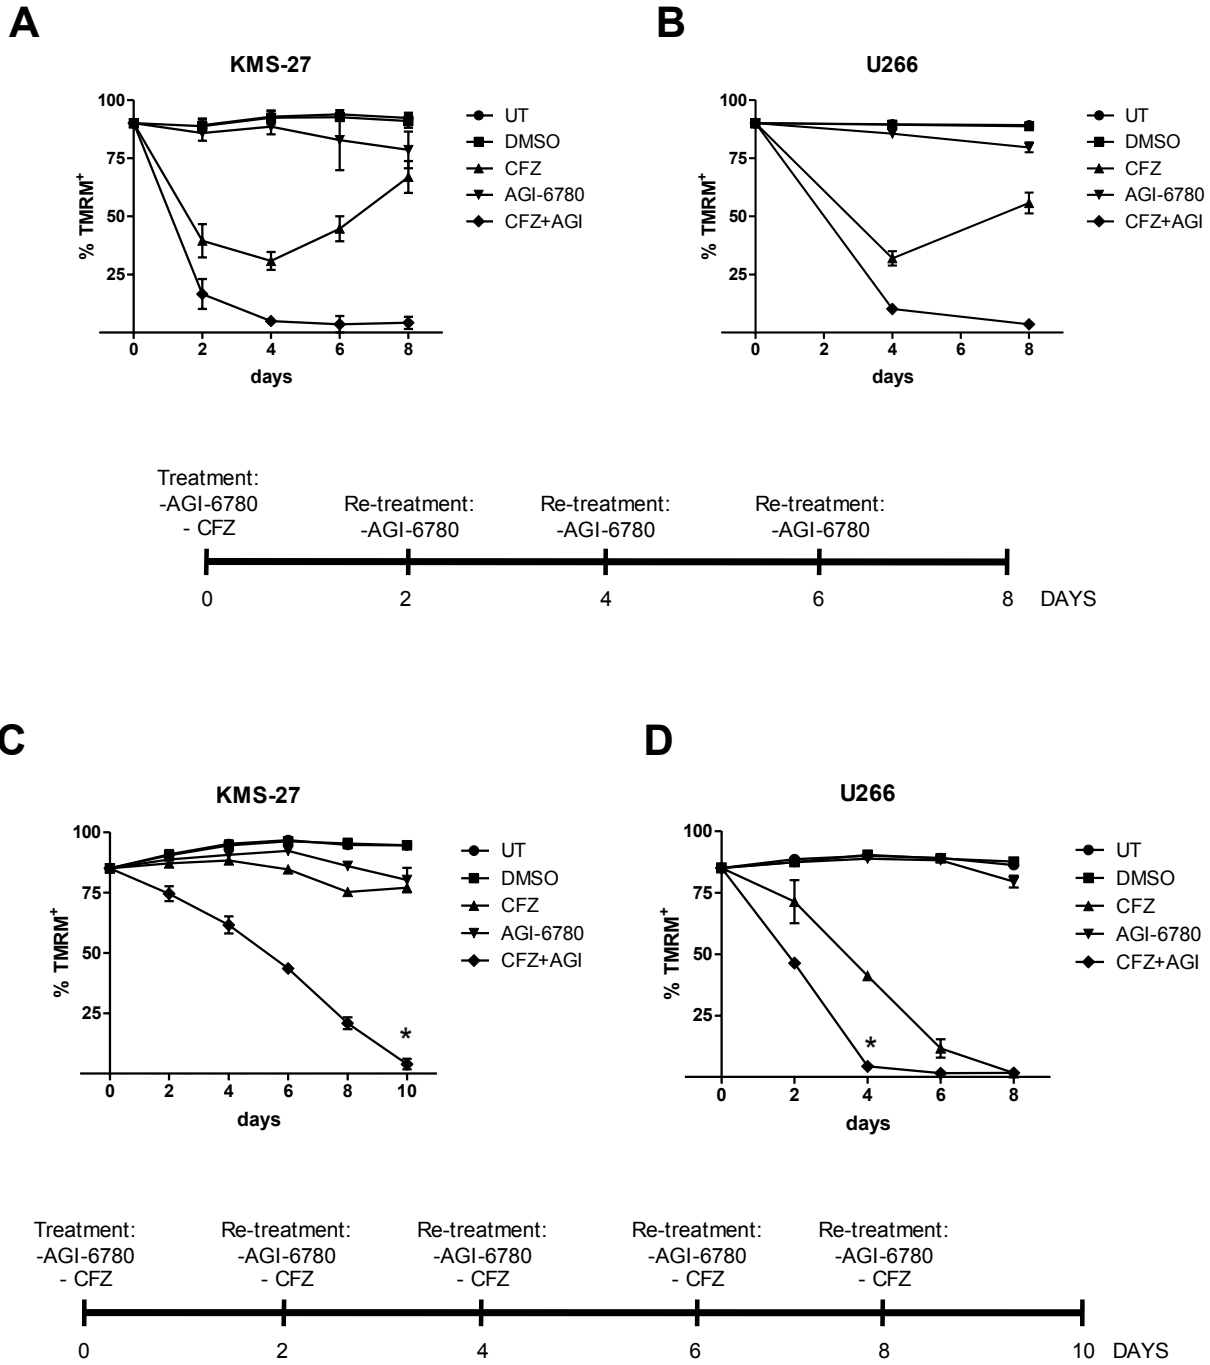 A
KMS-27
% TMRM+
100
75
50
25
0 2 4 6 8
days
UT
DMSO
CFZ
AGI-6780
CFZ+AGI
B
U266
% TMRM+
100
75
50
25
0 2 4 6 8
days
UT
DMSO
CFZ
AGI-6780
CFZ+AGI
Treatment:
-AGI-6780
- CFZ
Re-treatment:
-AGI-6780
Re-treatment:
-AGI-6780
Re-treatment:
-AGI-6780
0 2 4 6 8 DAYS
C
KMS-27
% TMRM+
100
75
50
25
*
0 2 4 6 8 10
days
UT
DMSO
CFZ
AGI-6780
CFZ+AGI
D
U266
% TMRM+
100
75
50
25
*
0 2 4 6 8
days
UT
DMSO
CFZ
AGI-6780
CFZ+AGI
Treatment:
-AGI-6780
- CFZ
Re-treatment:
-AGI-6780
- CFZ
Re-treatment:
-AGI-6780
- CFZ
Re-treatment:
-AGI-6780
- CFZ
Re-treatment:
-AGI-6780
- CFZ
0 2 4 6 8 10 DAYS